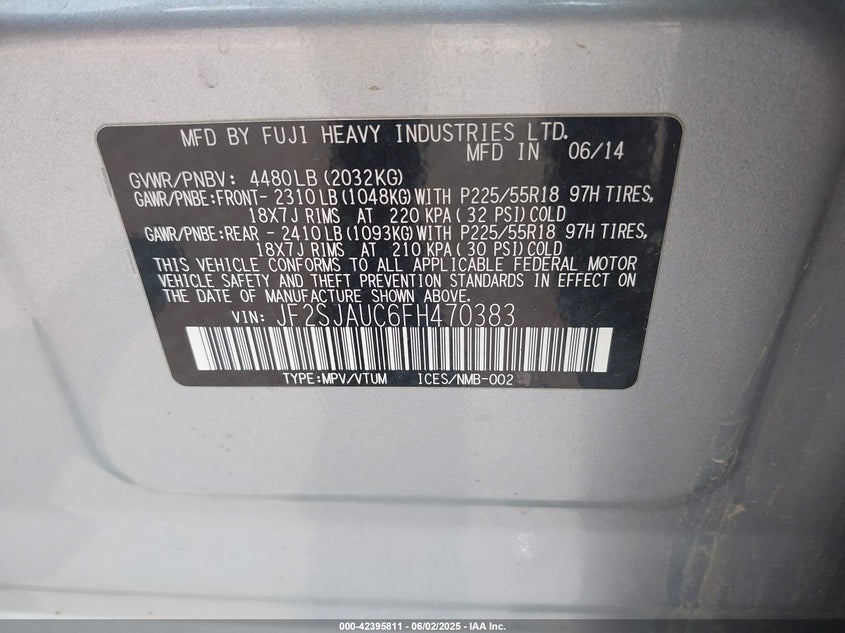 MFD BY FUJI HEAVY INDUSTRIES LTD.
MFD IN 06/14
GVWR/PNBV: 4480LB(2032KG)
GAWR/PNBE:FRONT- 2310LB(1048KG)WITH P225/55R18 97H TIRES,
18X7J RIMS AT 220 KPA( 32 PSI)COLD
GAWR/PNBE:REAR - 2410LB(1093KG)WITH P225/55R18 97H TIRES,
18X7J RIMS AT 210 KPA( 30 PSI)COLD
THIS VEHICLE CONFORMS TO ALL APPLICABLE FEDERAL MOTOR
VEHICLE SAFETY AND THEFT PREVENTION STANDARDS IN EFFECT ON
THE DATE OF MANUFACTURE SHOWN ABOVE.
VIN: JF2SJAUC6FH470383
TYPE:MPV/VTUM ICES/NMB-002
000-42395811 - 06/02/2025 - IAA Inc.